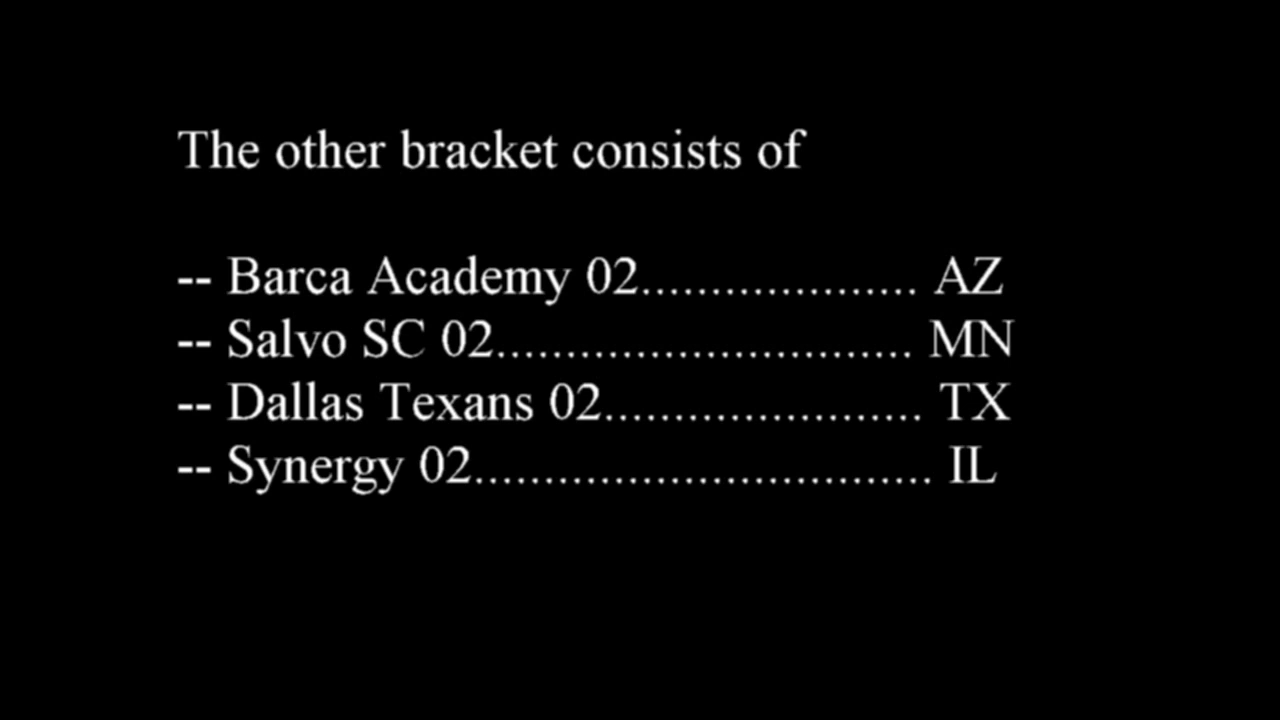 The other bracket consists of
-- Barca Academy 02.................... AZ
-- Salvo SC 02.............................. MN
-- Dallas Texans 02....................... TX
-- Synergy 02................................. IL